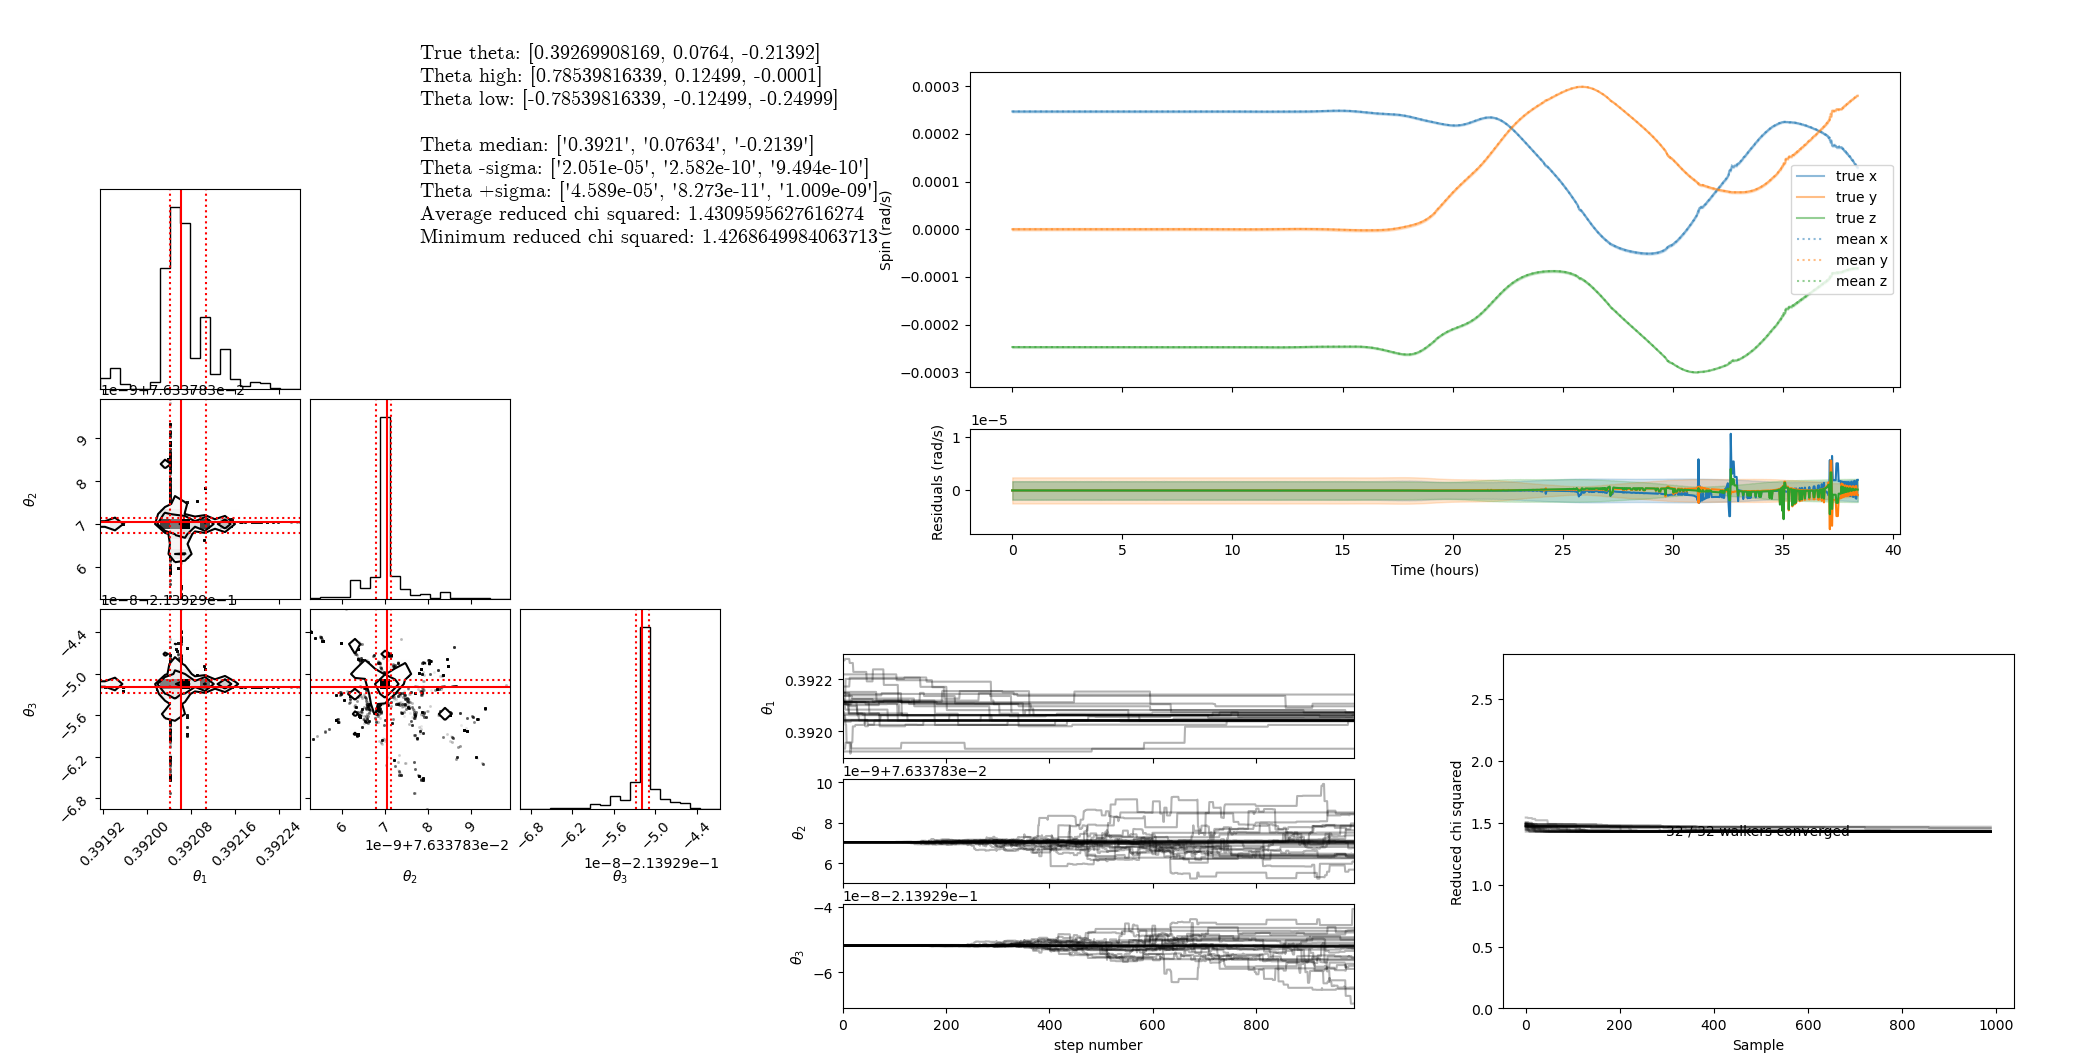 True theta: [0.39269908169, 0.0764, -0.21392]
Theta high: [0.78539816339, 0.12499, -0.0001]
Theta low: [-0.78539816339, -0.12499, -0.24999]
Theta median: ['0.3921', '0.07634', '-0.2139']
Theta -sigma: ['2.051e-05', '2.582e-10', '9.494e-10']
Theta +sigma: ['4.589e-05', '8.273e-11', '1.009e-09']
Average reduced chi squared: 1.4309595627616274
Minimum reduced chi squared: 1.4268649984063713
1e−9+7.633783e−2
θ2
9
8
7
6
1e−8−2.13929e−1
θ3
−4.4
−5.0
−5.6
−6.2
−6.8
0.39192
0.39200
0.39208
0.39216
0.39224
θ1
6
7
8
9
1e−9+7.633783e−2
θ2
−6.8
−6.2
−5.6
−5.0
−4.4
1e−8−2.13929e−1
θ3
Spin (rad/s)
0.0003
0.0002
0.0001
0.0000
−0.0001
−0.0002
−0.0003
true x
true y
true z
mean x
mean y
mean z
1e−5
Residuals (rad/s)
1
0
0
5
10
15
20
25
30
35
40
Time (hours)
θ1
0.3922
0.3920
1e−9+7.633783e−2
θ2
10
8
6
1e−8−2.13929e−1
θ3
−4
−6
0
200
400
600
800
step number
Reduced chi squared
2.5
2.0
1.5
1.0
0.5
0.0
32 / 32 walkers converged
0
200
400
600
800
1000
Sample